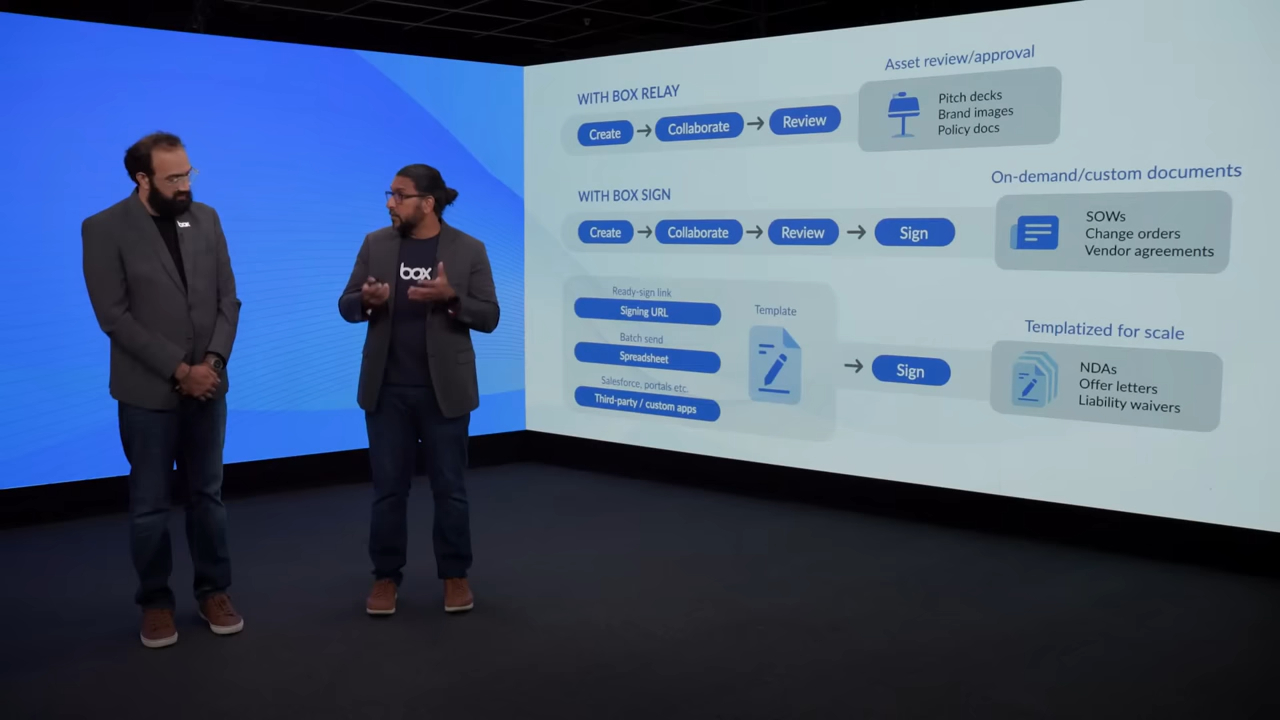 box
box
WITH BOX RELAY
Create
Collaborate
Review
Asset review/approval
Pitch decks
Brand images
Policy docs
WITH BOX SIGN
Create
Collaborate
Review
Sign
On-demand/custom documents
SOWs
Change orders
Vendor agreements
Ready-sign link
Signing URL
Batch send
Spreadsheet
Salesforce, portals etc.
Third-party / custom apps
Template
Sign
Templatized for scale
NDAs
Offer letters
Liability waivers